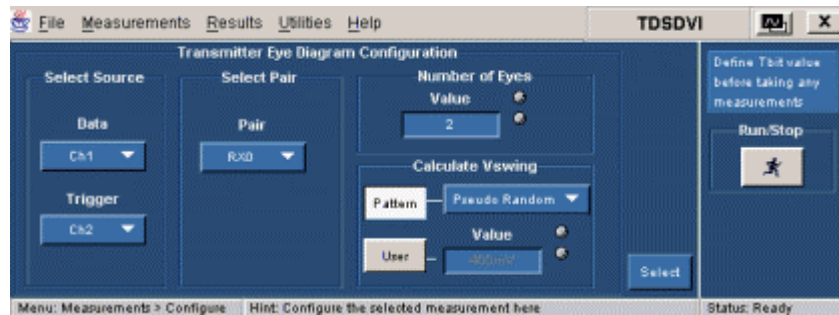 File Measurements Results Utilities Help TDSDVI X
Transmitter Eye Diagram Configuration
Select Source
Data
Ch1
Trigger
Ch2
Select Pair
Pair
RX0
Number of Eyes
Value
2
Calculate Vswing
Pattern
Pseudo Random
User
Value
-400mV
Select
Define Tbit value
before taking any
measurements
Run/Stop
Menu: Measurements > Configure Hint: Configure the selected measurement here Status: Ready